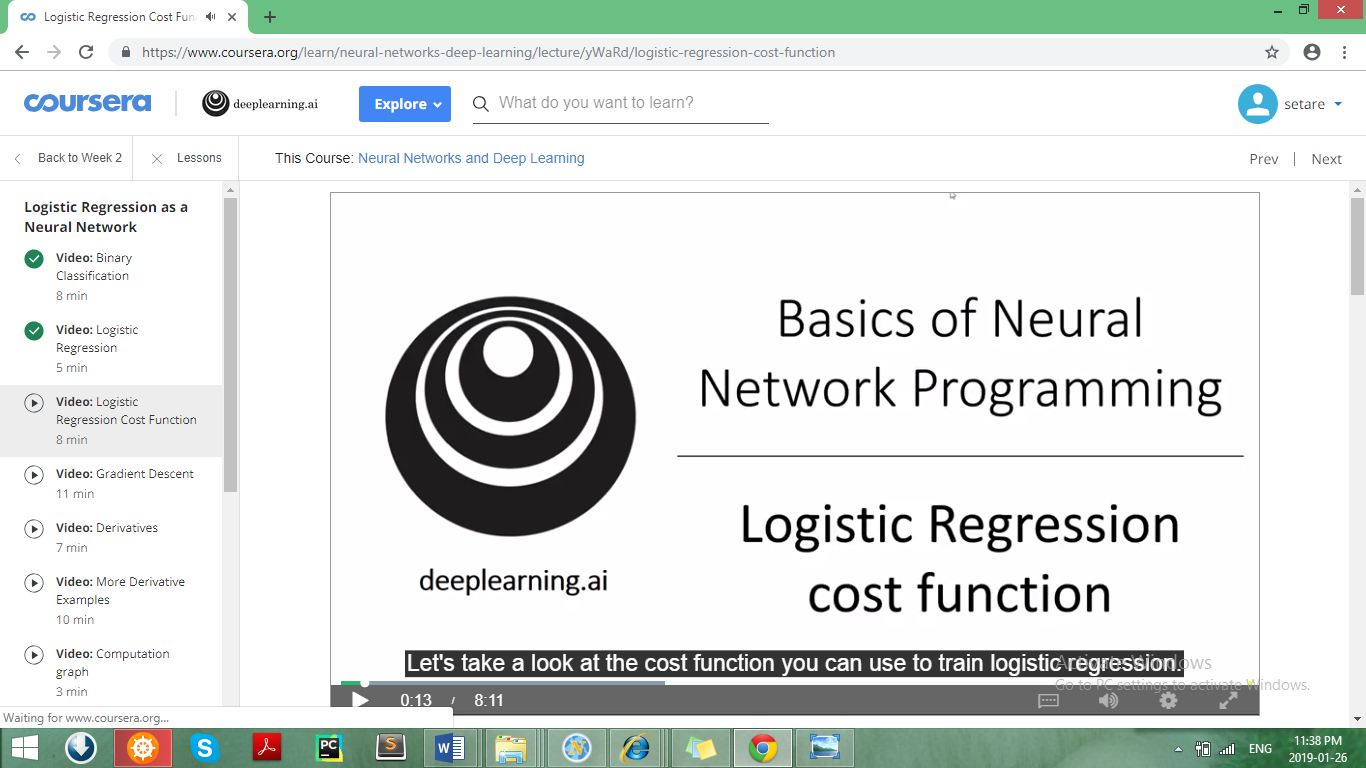 Logistic Regression Cost Fun
https://www.coursera.org/learn/neural-networks-deep-learning/lecture/yWaRd/logistic-regression-cost-function
coursera
deeplearning.ai
Explore
What do you want to learn?
setare
Back to Week 2
Lessons
This Course: Neural Networks and Deep Learning
Prev | Next
Logistic Regression as a
Neural Network
Video: Binary
Classification
8 min
Video: Logistic
Regression
5 min
Video: Logistic
Regression Cost Function
8 min
Video: Gradient Descent
11 min
Video: Derivatives
7 min
Video: More Derivative
Examples
10 min
Video: Computation
graph
3 min
Basics of Neural
Network Programming
Logistic Regression
cost function
deeplearning.ai
Let's take a look at the cost function you can use to train logistic regression.
Activate Windows
Go to PC settings to activate Windows.
0:13 / 8:11
Waiting for www.coursera.org...
PC
S
W
N
ENG
11:38 PM
2019-01-26